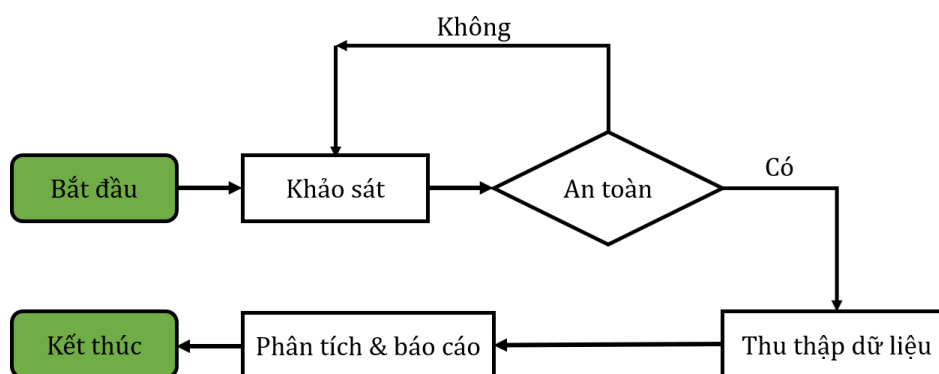 Không
Bắt đầu
Khảo sát
An toàn
Có
Kết thúc
Phân tích & báo cáo
Thu thập dữ liệu